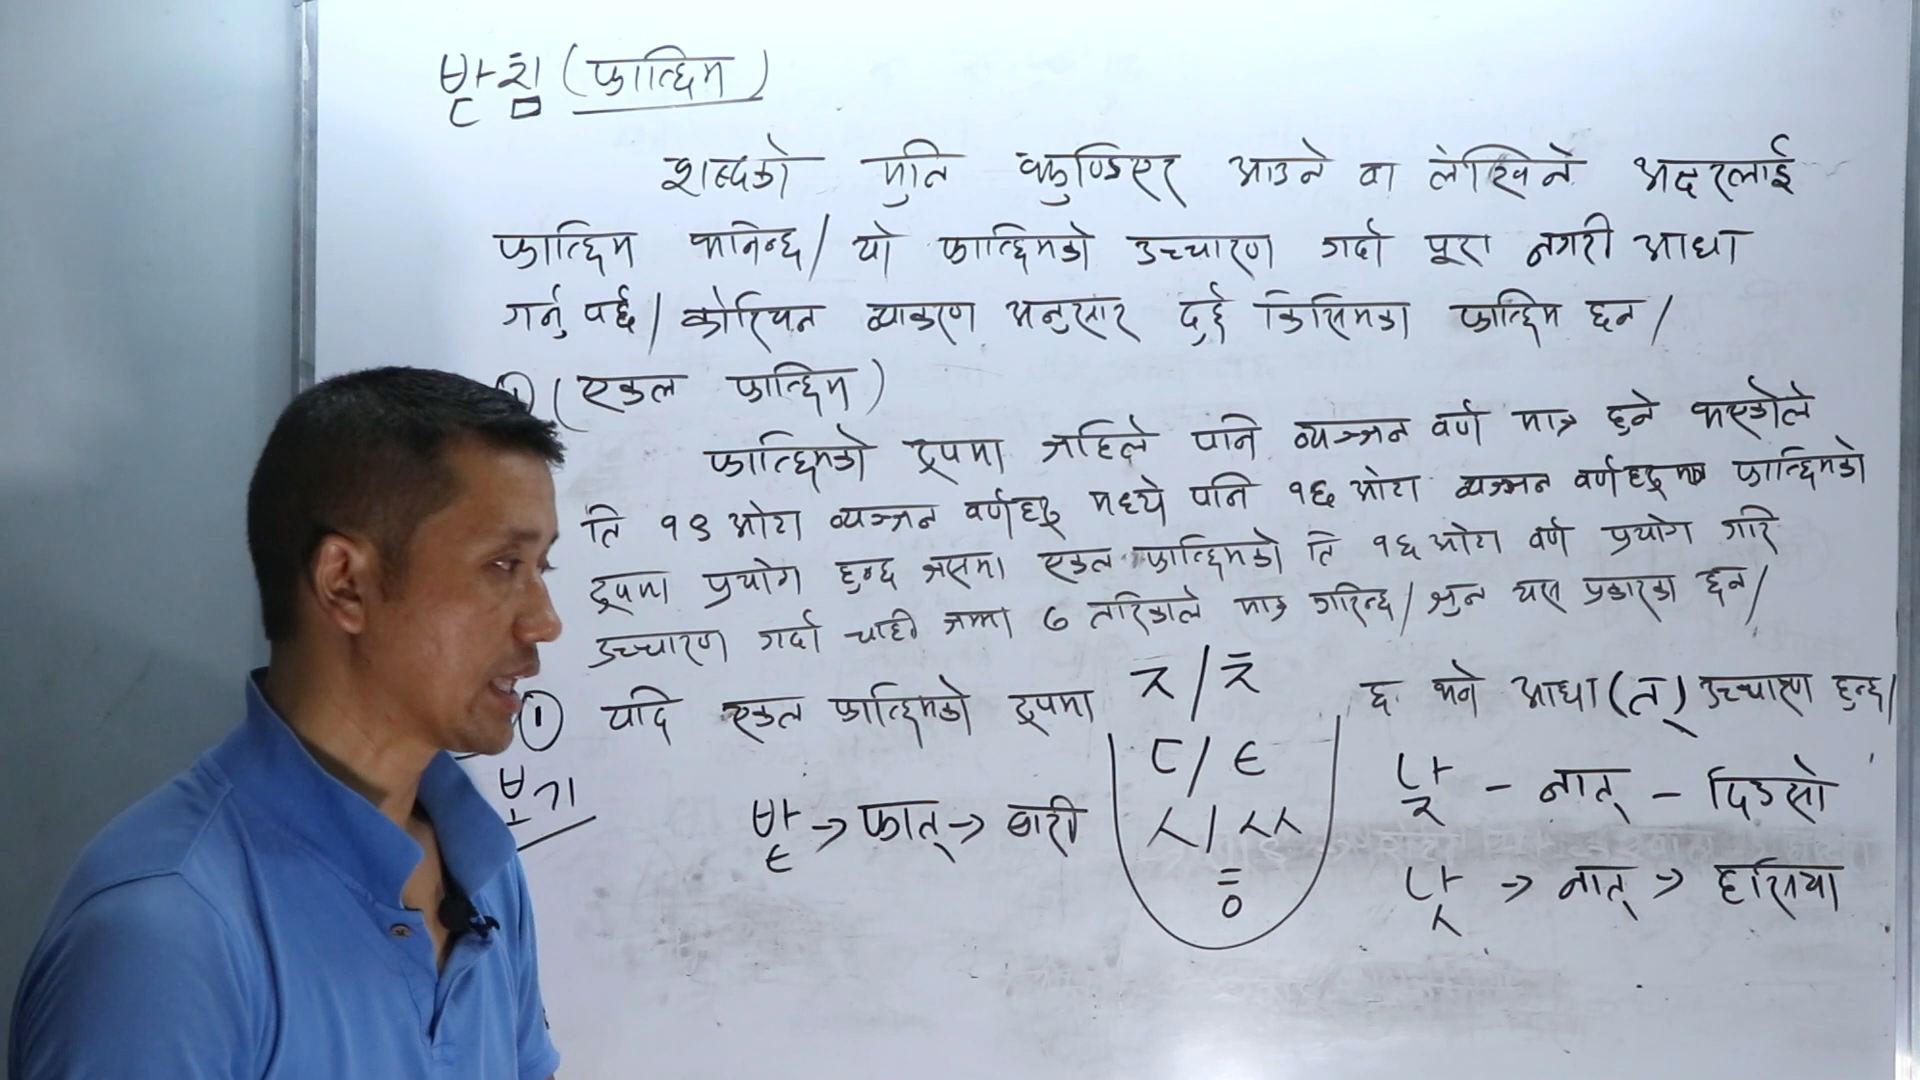 받침 (फात्छिम)
शब्दको मुनि झुण्डिएर आउने वा लेखिने अक्षरलाई
फात्छिम भनिन्छ / यो फात्छिमको उच्चारण गर्दा पूरा नगरी आधा
गर्नु पर्छ / कोरियन व्याकरण अनुसार दुई किसिमका फात्छिम छन /
(एकल फात्छिम)
फात्छिमको रूपमा जहिले पनि व्यञ्जन वर्ण मात्र हुने भएकोले
ति १९ ओटा व्यञ्जन वर्णहरू मध्ये पनि १६ ओटा व्यञ्जन वर्णहरू फात्छिमको
रूपमा प्रयोग हुन्छ जसमा एकल फात्छिमको ति १६ ओटा वर्ण प्रयोग गरि
उच्चारण गर्दा चाही जम्मा ७ तरिकाले मात्र गरिन्छ / जुन यस प्रकारका छन /
① यदि एकल फात्छिमको रूपमा ㅈ / ㅊ छ भने आधा (त्) उच्चारण हुन्छ /
ㄷ / ㅌ
ㅅ / ㅆ
ㅎ
보기
밭 → फात् → बारी
낮 - नात् - दिउसो
낫 → नात् → हसिया